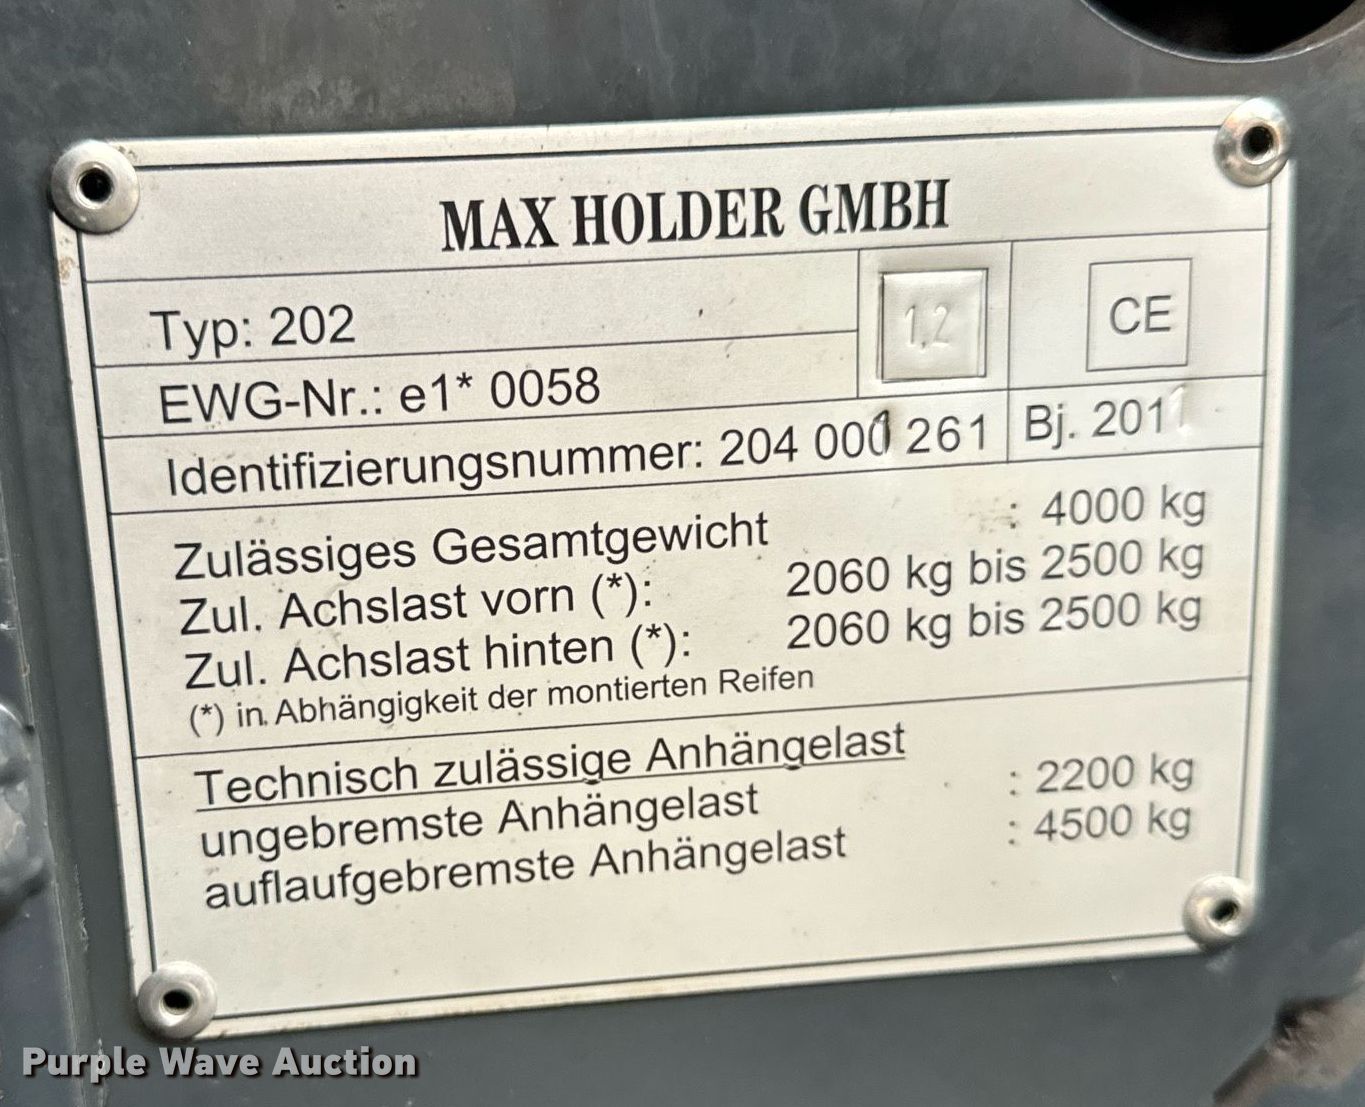 MAX HOLDER GMBH
Typ: 202
1,2
CE
EWG-Nr.: e1* 0058
Identifizierungsnummer: 204 000 261
Bj. 2011
Zulässiges Gesamtgewicht : 4000 kg
Zul. Achslast vorn (*): 2060 kg bis 2500 kg
Zul. Achslast hinten (*): 2060 kg bis 2500 kg
(*) in Abhängigkeit der montierten Reifen
Technisch zulässige Anhängelast
ungebremste Anhängelast : 2200 kg
auflaufgebremste Anhängelast : 4500 kg
Purple Wave Auction